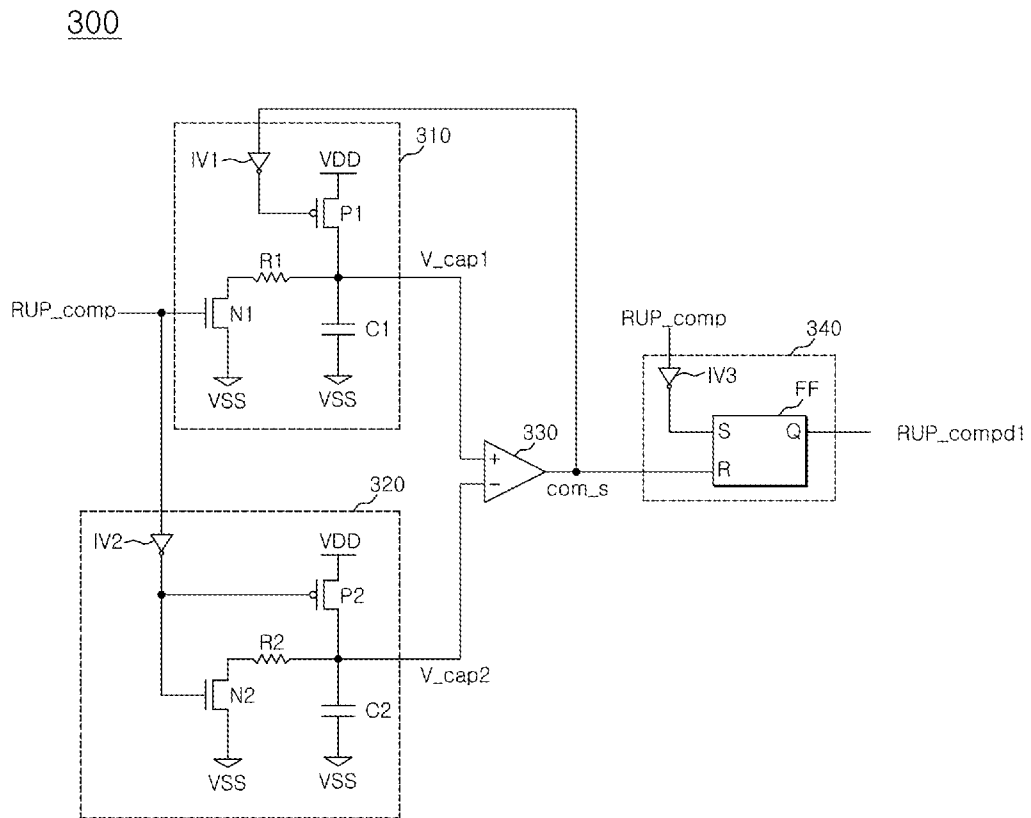 300
310
IV1
VDD
P1
R1
V_cap1
RUP_comp
N1
C1
VSS
VSS
RUP_comp
340
IV3
FF
S
Q
R
RUP_compd1
330
+
−
com_s
320
IV2
VDD
P2
R2
V_cap2
N2
C2
VSS
VSS